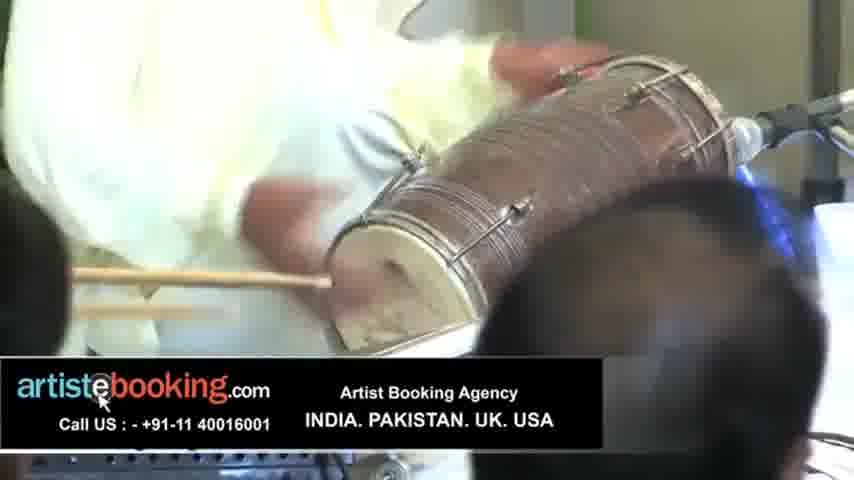 artistebooking.com
Call US : - +91-11 40016001
Artist Booking Agency
INDIA. PAKISTAN. UK. USA